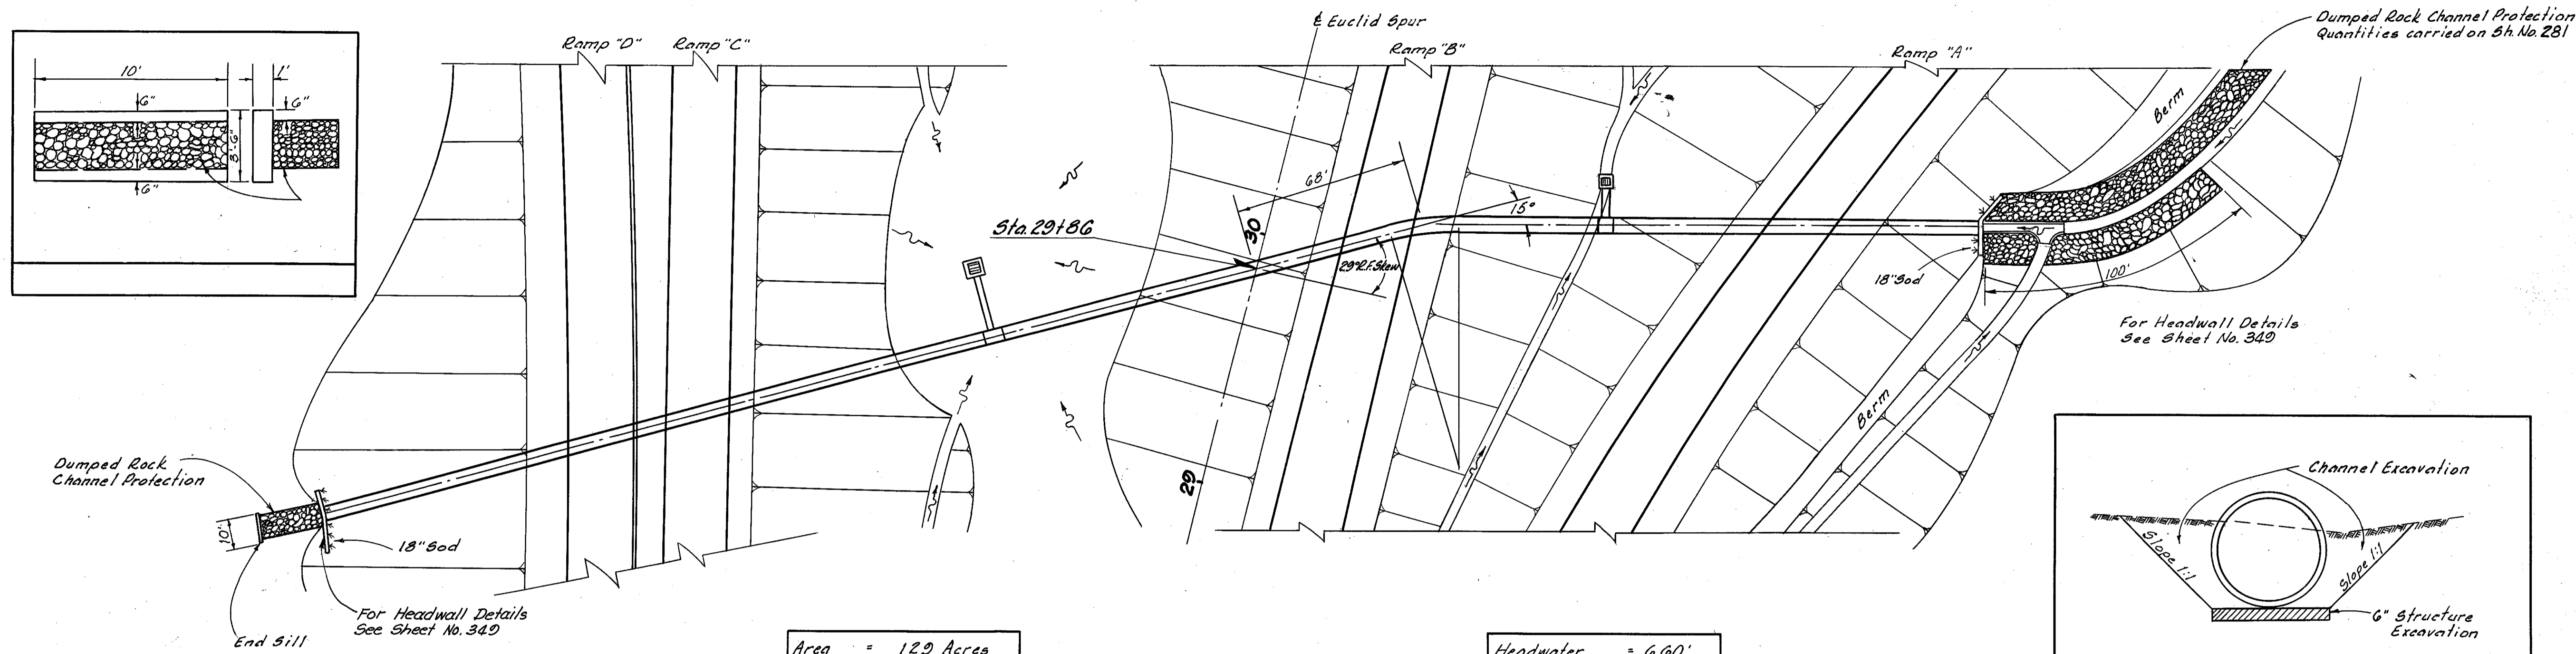 10'
1'
6"
6"
3'-6"
6"
Ramp "D"
Ramp "C"
℄ Euclid Spur
Ramp "B"
Ramp "A"
Dumped Rock Channel Protection
Quantities carried on Sh. No. 281
Berm
68'
15°
Sta. 29+86
30
29° R.F. Skew
18" Sod
100'
For Headwall Details
See Sheet No. 349
Berm
29
Dumped Rock
Channel Protection
10'
18" Sod
For Headwall Details
See Sheet No. 349
End Sill
Channel Excavation
Slope 1:1
Slope 1:1
6" Structure
Excavation
Area = 129 Acres
Headwater = 660'